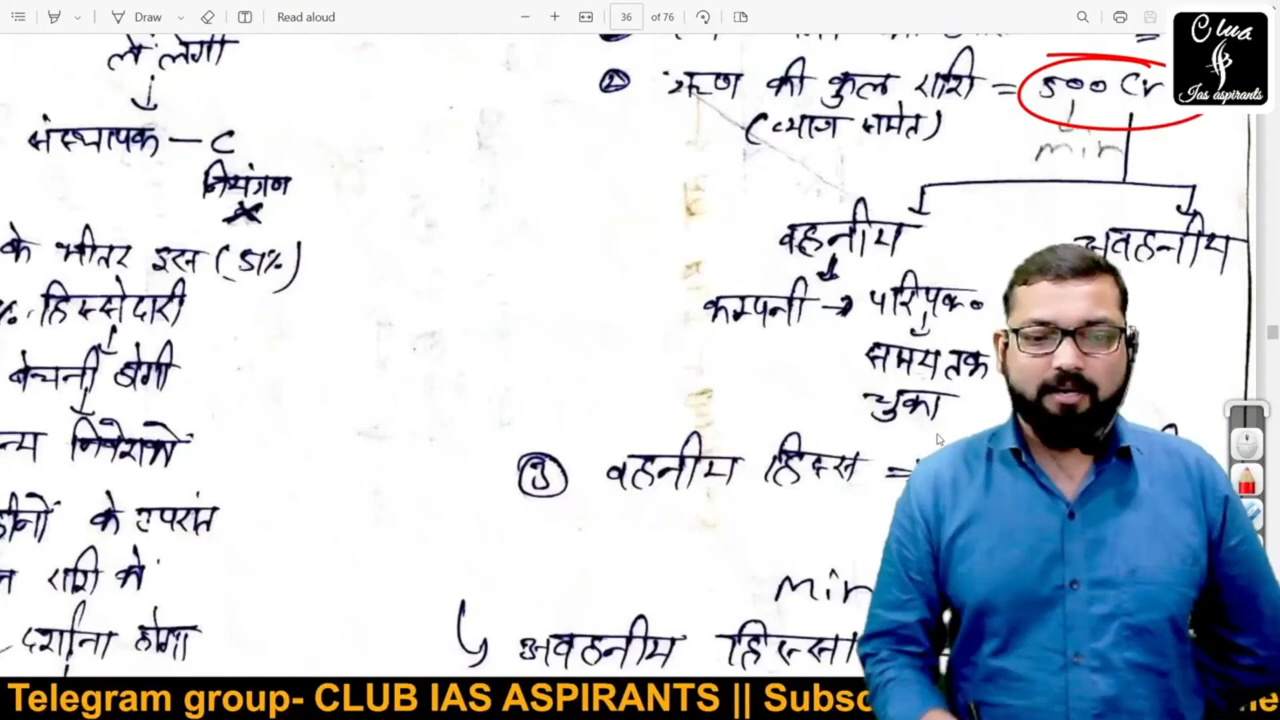 Draw
Read aloud
36 of 76
Club
Ias aspirants
ले लेगी
संस्थापक — C
नियंत्रण
के भीतर इस (51%)
%. हिस्सेदारी
बेचनी होगी
निवेशको
के उपरांत
राशि को
दर्शाना होगा
② ऋण की कुल राशि = 500 Cr
(ब्याज समेत)
min
वहनीय
अवहनीय
कम्पनी → परिपक्व
समय तक
चुका
③ वहनीय हिस्स =
min
अवहनीय हिस्सा
Telegram group- CLUB IAS ASPIRANTS || Subsc